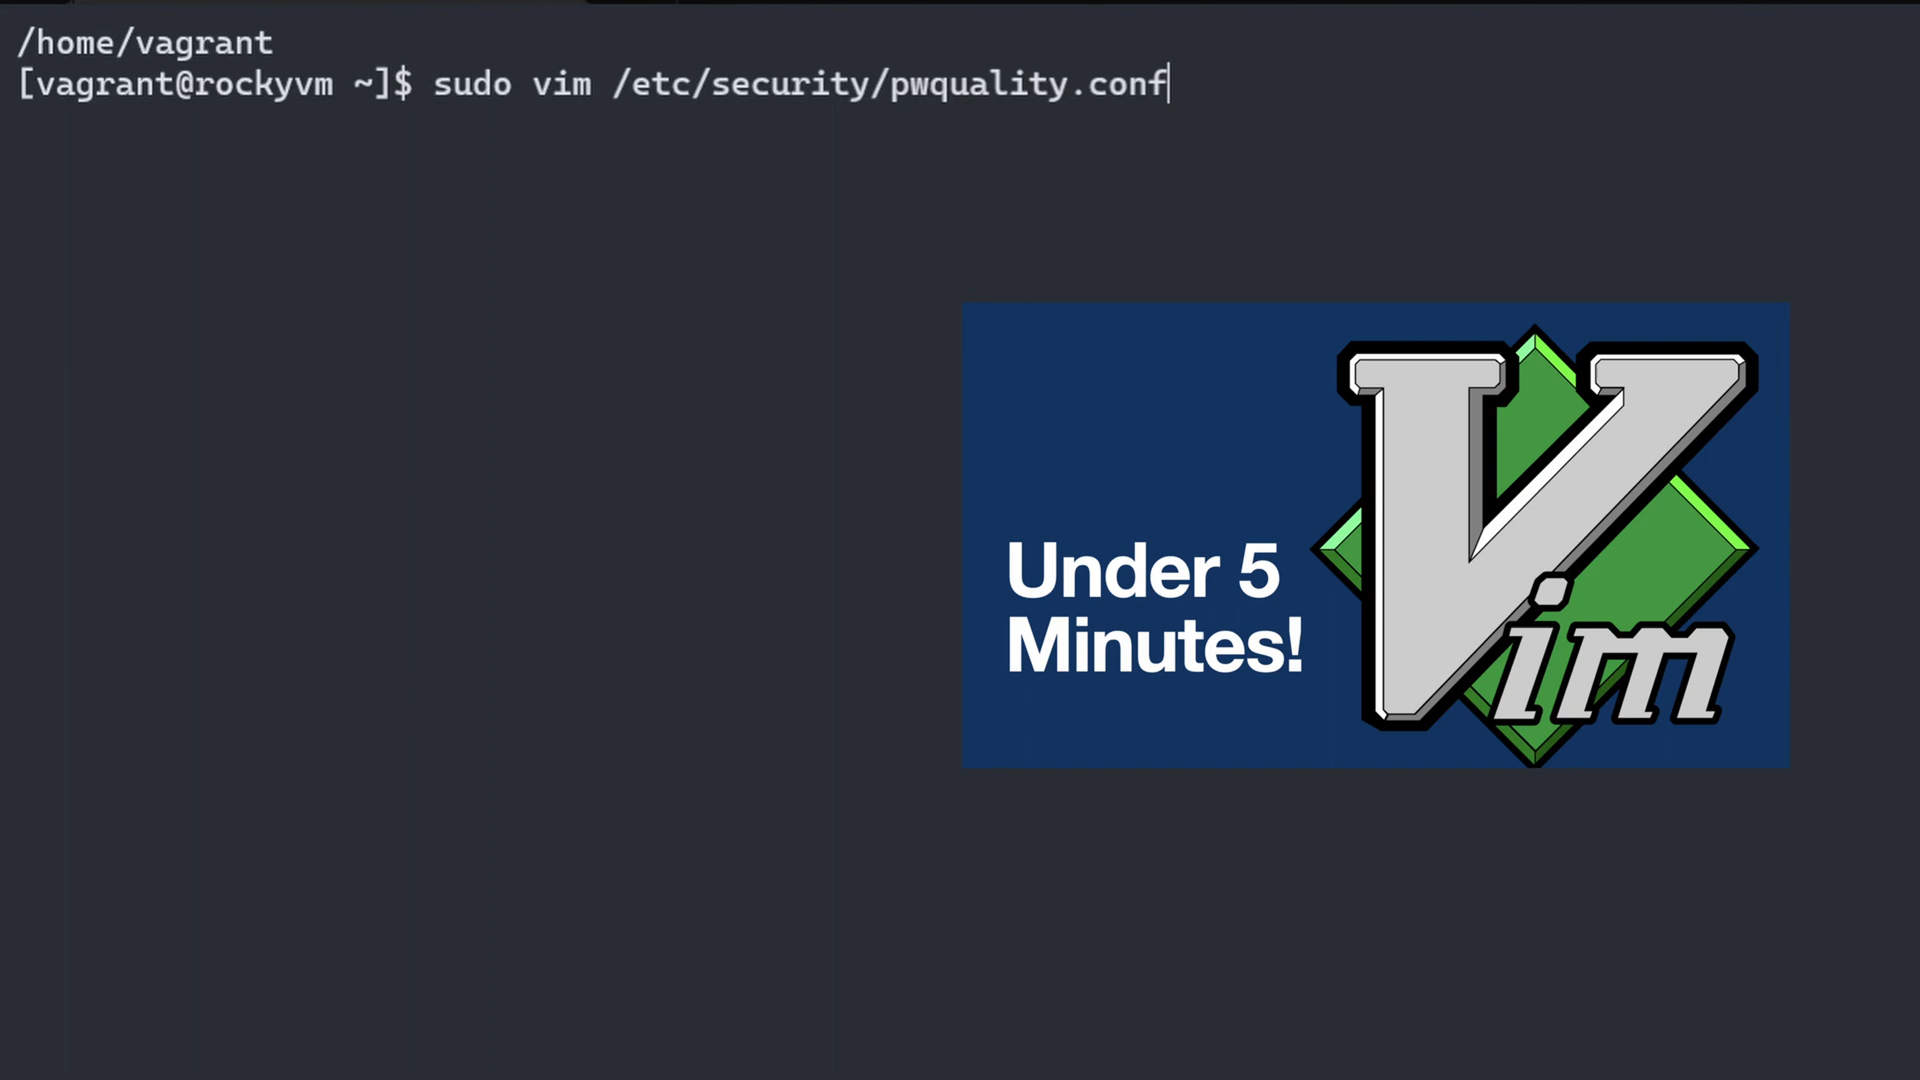 /home/vagrant
[vagrant@rockyvm ~]$ sudo vim /etc/security/pwquality.conf
Under 5
Minutes!
Vim